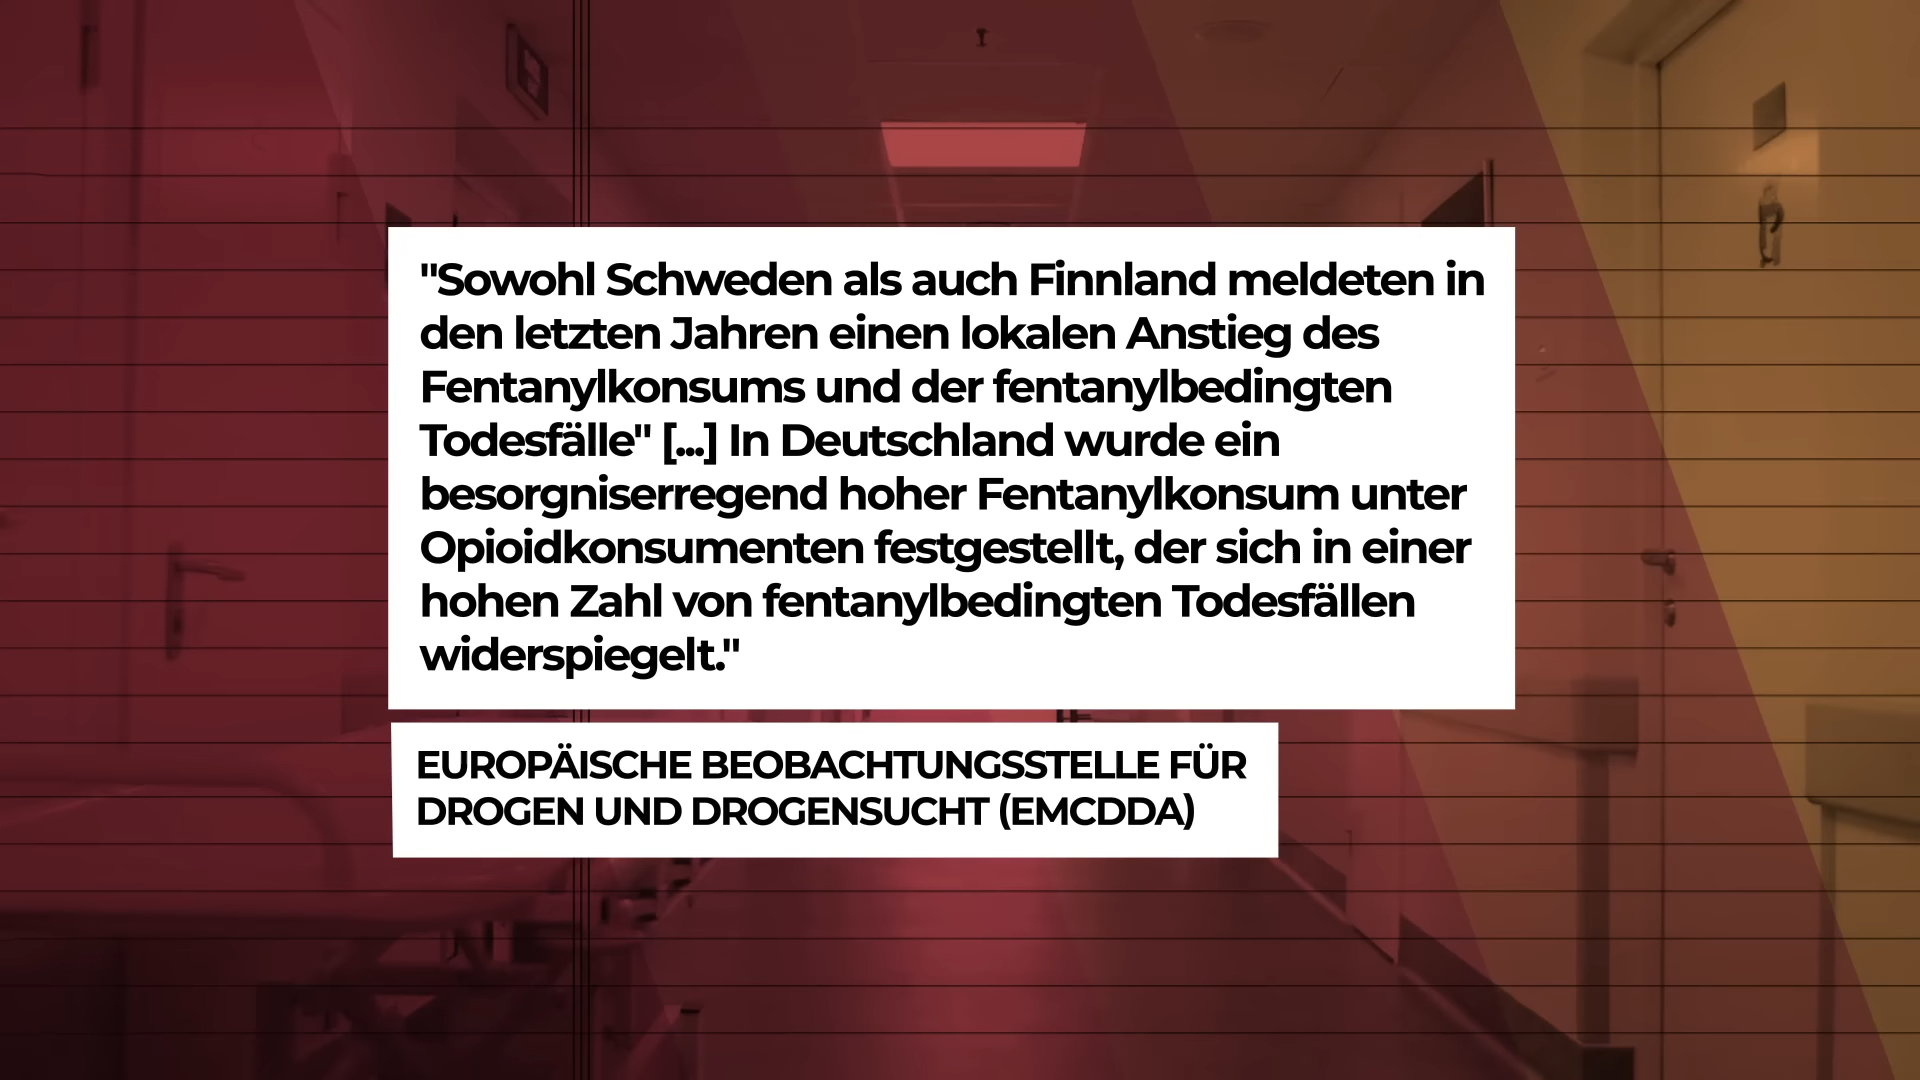 "Sowohl Schweden als auch Finnland meldeten in
den letzten Jahren einen lokalen Anstieg des
Fentanylkonsums und der fentanylbedingten
Todesfälle" [...] In Deutschland wurde ein
besorgniserregend hoher Fentanylkonsum unter
Opioidkonsumenten festgestellt, der sich in einer
hohen Zahl von fentanylbedingten Todesfällen
widerspiegelt."
EUROPÄISCHE BEOBACHTUNGSSTELLE FÜR
DROGEN UND DROGENSUCHT (EMCDDA)